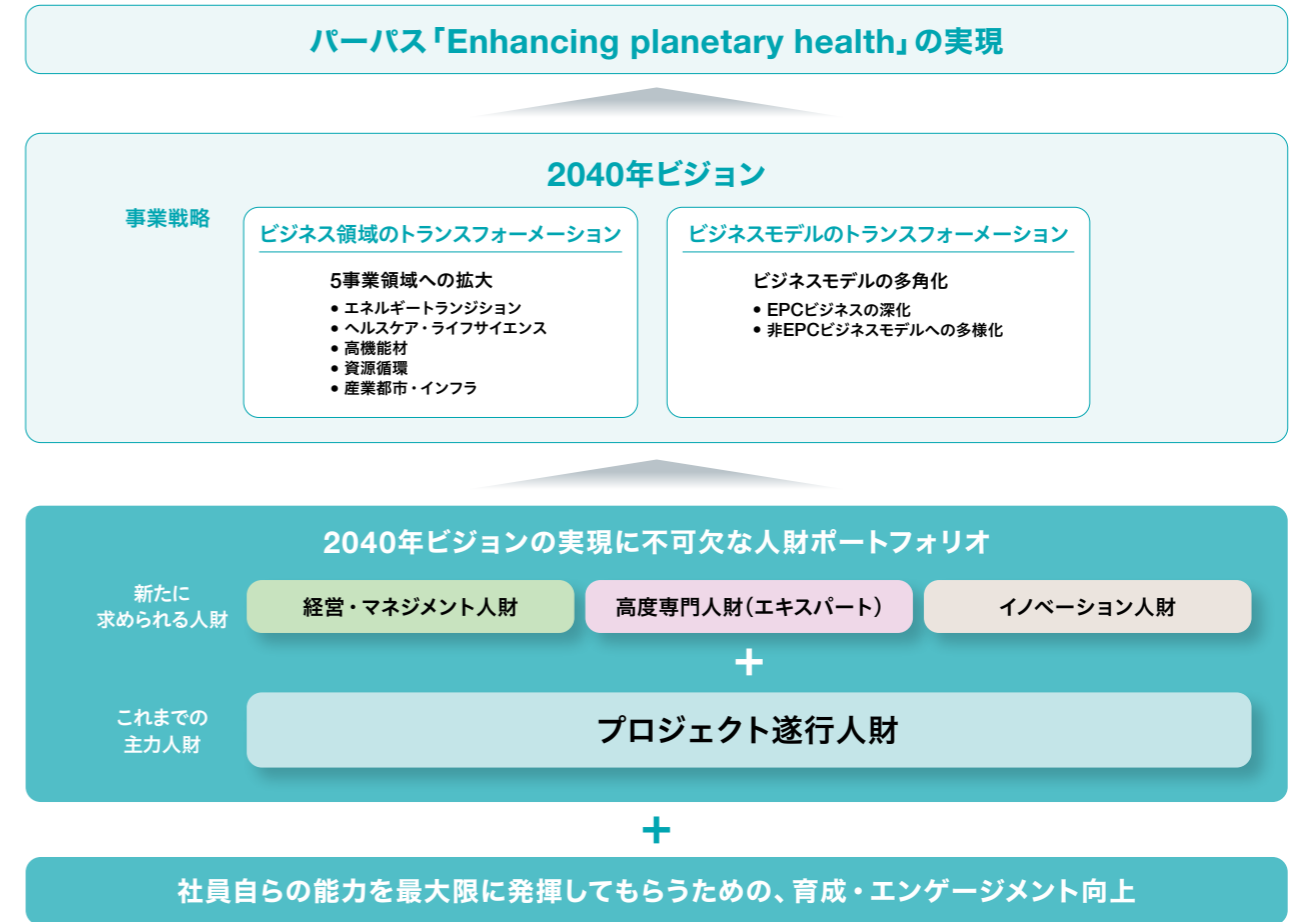 パーパス「Enhancing planetary health」の実現
2040年ビジョン
事業戦略
ビジネス領域のトランスフォーメーション
5事業領域への拡大
• エネルギートランジション
• ヘルスケア・ライフサイエンス
• 高機能材
• 資源循環
• 産業都市・インフラ
ビジネスモデルのトランスフォーメーション
ビジネスモデルの多角化
• EPCビジネスの深化
• 非EPCビジネスモデルへの多様化
2040年ビジョンの実現に不可欠な人財ポートフォリオ
新たに
求められる人財
経営・マネジメント人財
高度専門人財(エキスパート)
イノベーション人財
+
これまでの
主力人財
プロジェクト遂行人財
+
社員自らの能力を最大限に発揮してもらうための、育成・エンゲージメント向上